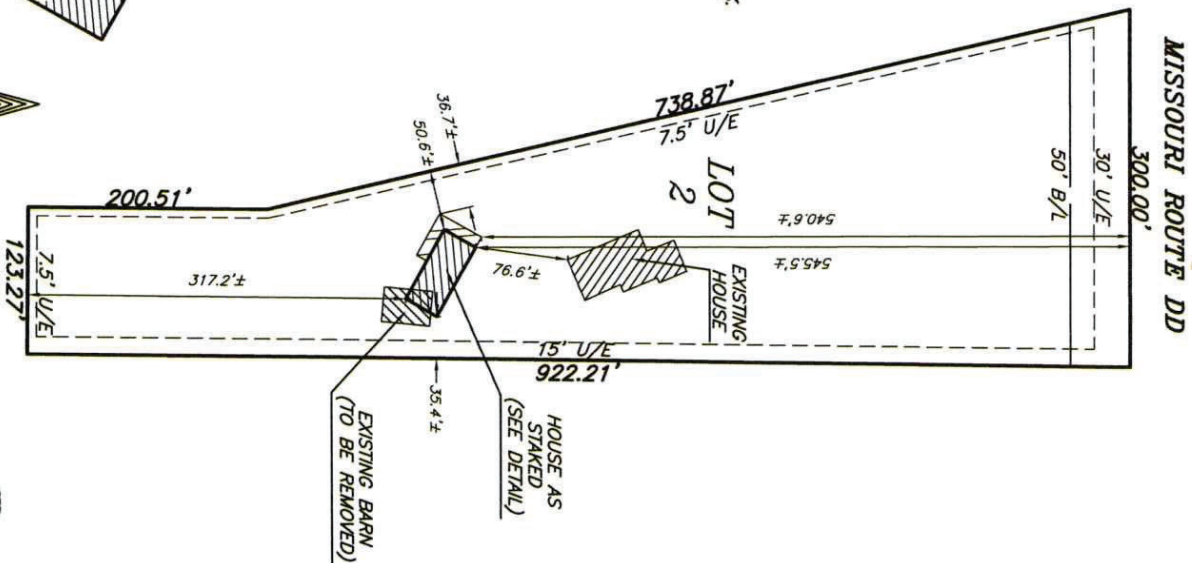 MISSOURI ROUTE DD
300.00'
30' U/E
50' B/L
738.87'
7.5' U/E
LOT
2
540.6'±
545.5'±
EXISTING
HOUSE
76.6'±
36.7'±
50.6'±
200.51'
317.2'±
7.5' U/E
123.27'
15' U/E
922.21'
35.4'±
HOUSE AS
STAKED
(SEE DETAIL)
EXISTING BARN
(TO BE REMOVED)